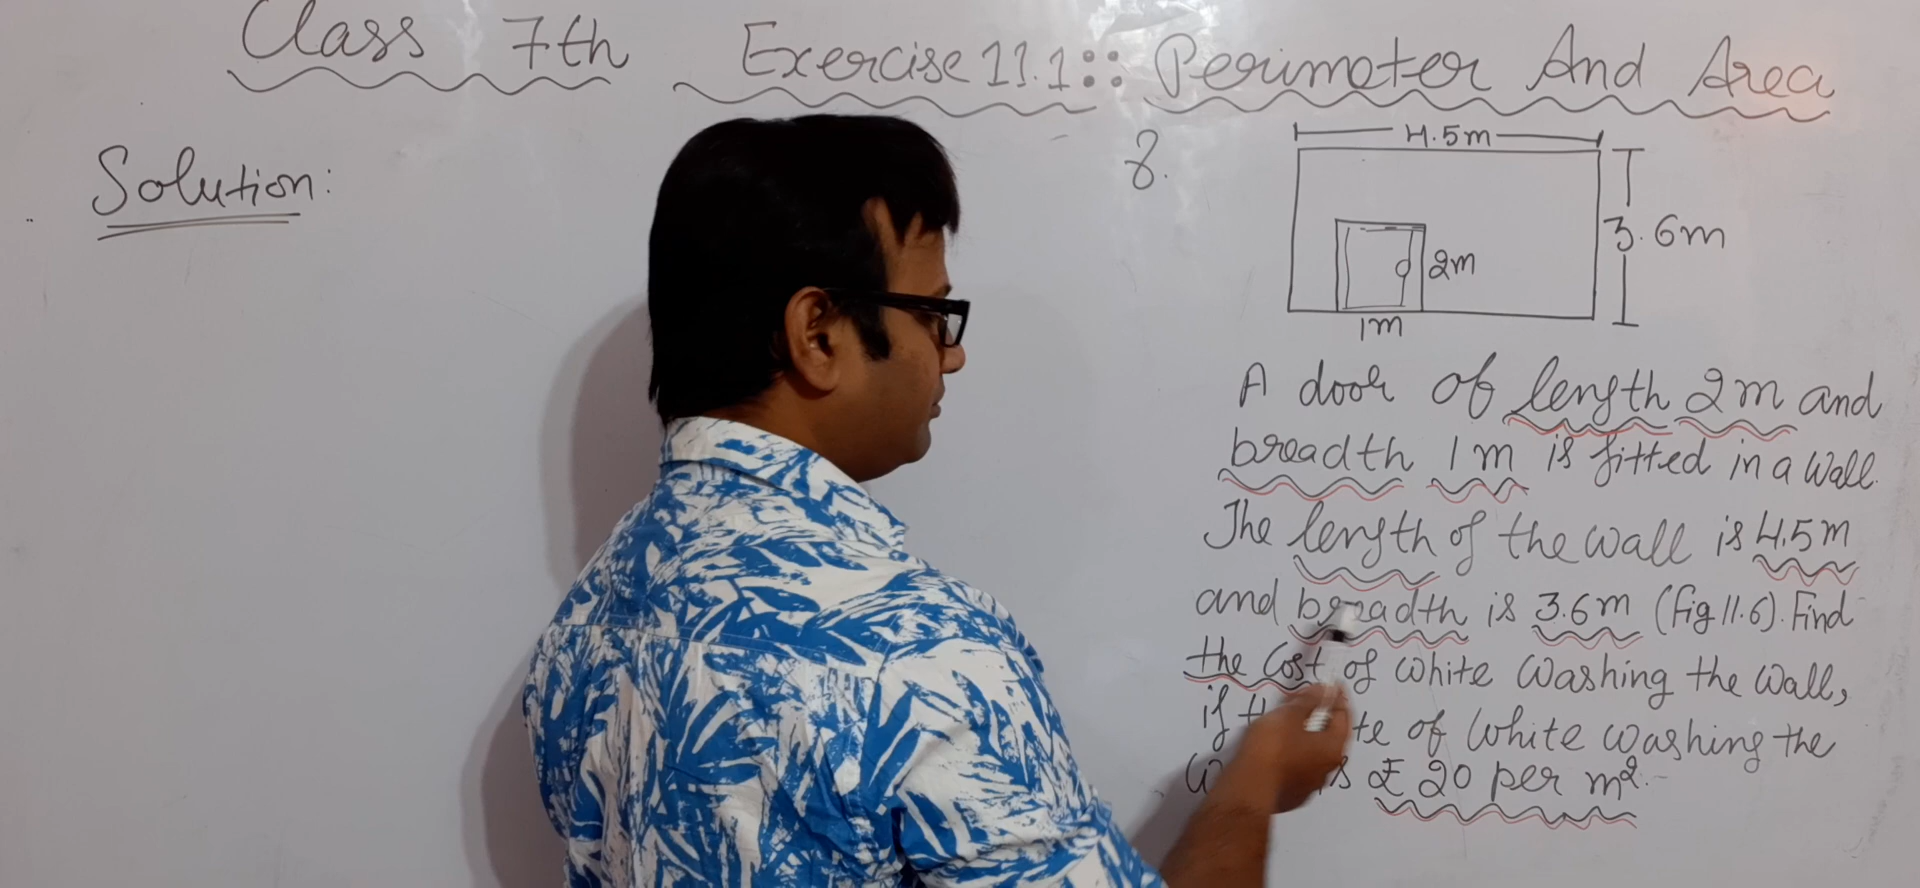 Class 7th Exercise 11.1:: Perimeter And Area
Solution:
8.
4.5m
3.6m
2m
1m
A door of length 2m and
breadth 1m is fitted in a wall.
The length of the wall is 4.5m
and breadth is 3.6m (fig 11.6). Find
the Cost of white washing the wall,
if of white washing the
₹ 20 per m².